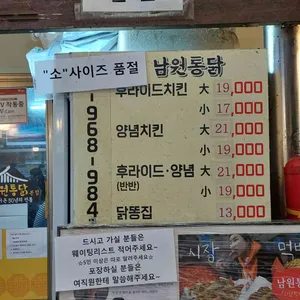 "소"사이즈 품절
남원통닭
후라이드치킨 大 19,000
小 17,000
양념치킨 大 21,000
小 19,000
후라이드·양념 大 21,000
(반반) 小 19,000
닭똥집 13,000
1968-1984
드시고 가실 분들은
웨이팅리스트 적어주세요~
포장하실 분들은
여직원한테 말씀해주세요~
시장
먹
남원